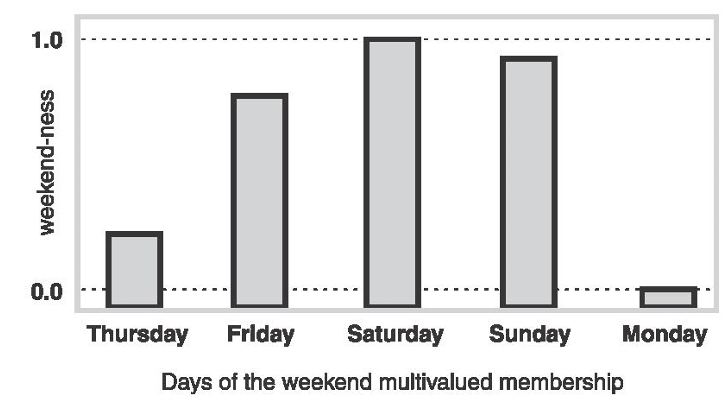 1.0
weekend-ness
0.0
Thursday Friday Saturday Sunday Monday
Days of the weekend multivalued membership